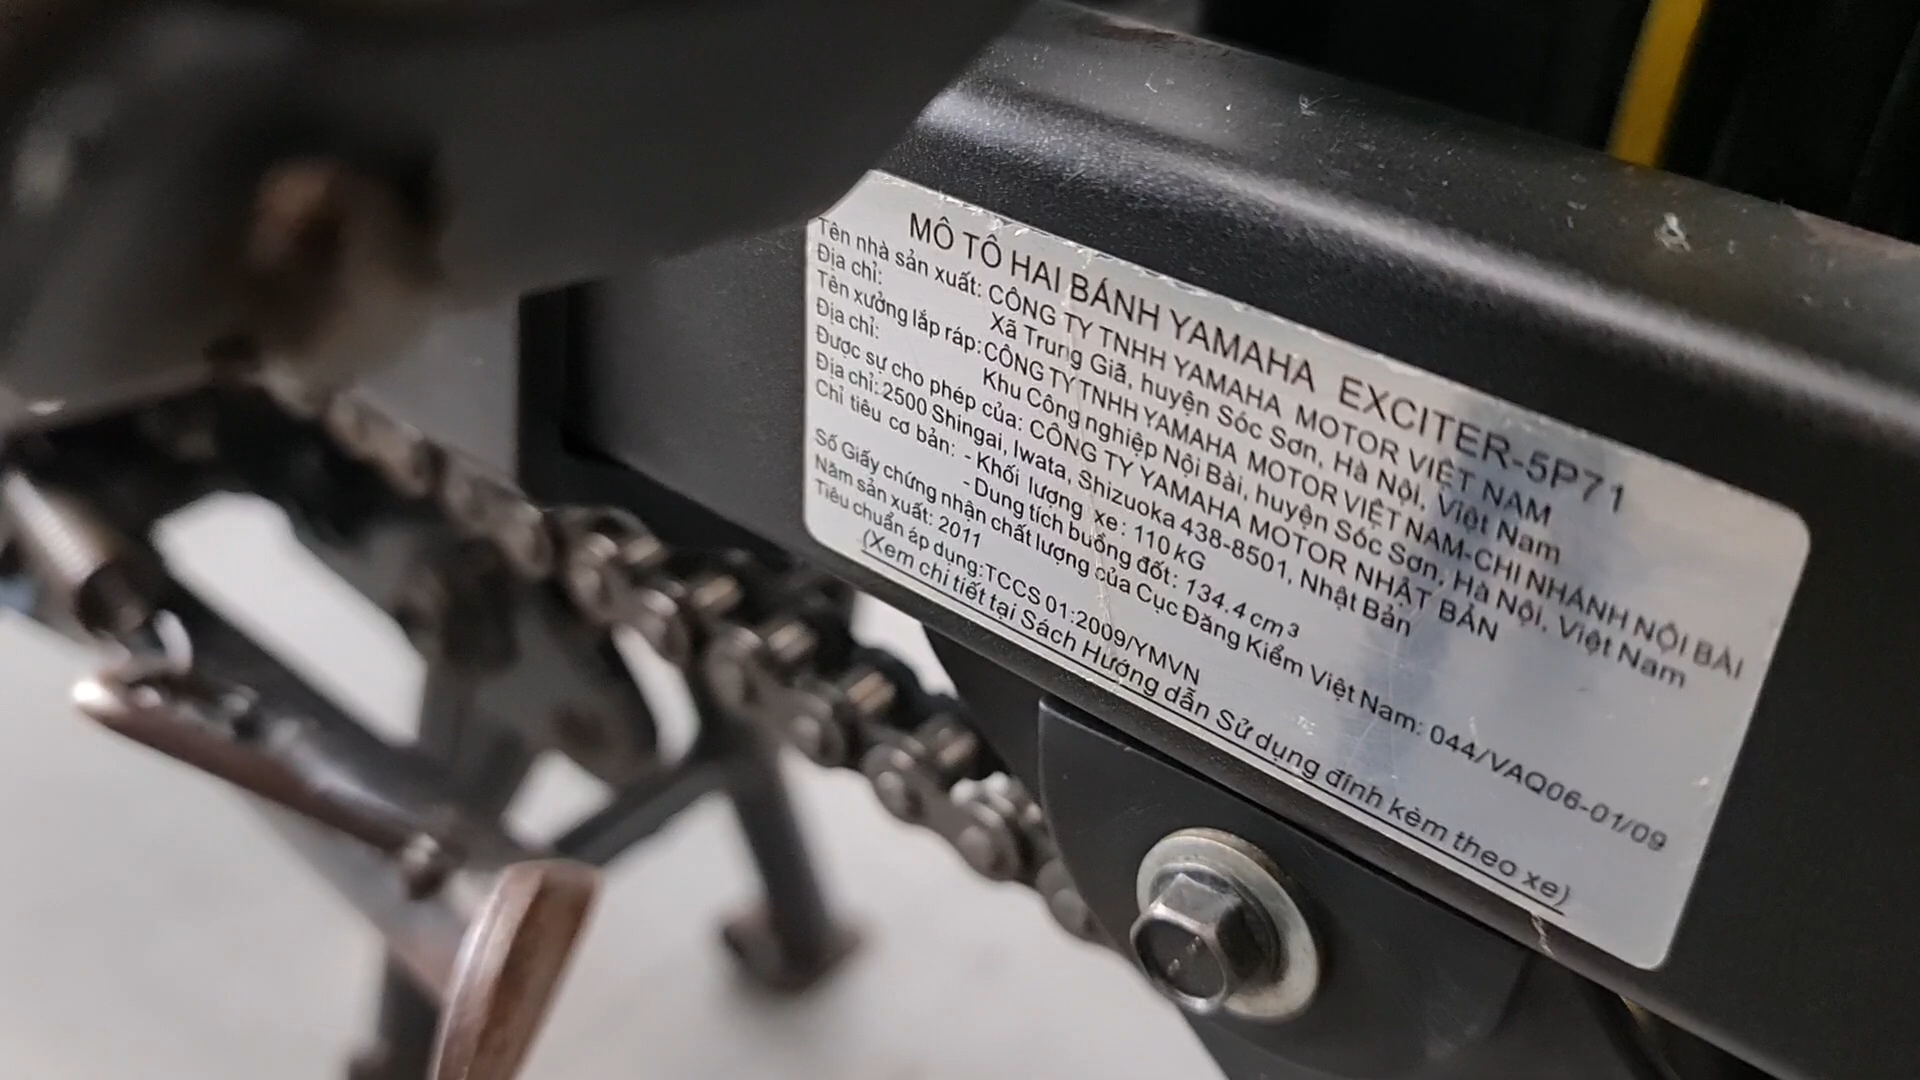 MÔ TÔ HAI BÁNH YAMAHA EXCITER-5P71
Tên nhà sản xuất: CÔNG TY TNHH YAMAHA MOTOR VIỆT NAM
Địa chỉ: Xã Trung Giã, huyện Sóc Sơn, Hà Nội, Việt Nam
Tên xưởng lắp ráp: CÔNG TY TNHH YAMAHA MOTOR VIỆT NAM-CHI NHÁNH NỘI BÀI
Địa chỉ: Khu Công nghiệp Nội Bài, huyện Sóc Sơn, Hà Nội, Việt Nam
Được sự cho phép của: CÔNG TY YAMAHA MOTOR NHẬT BẢN
Địa chỉ: 2500 Shingai, Iwata, Shizuoka 438-8501, Nhật Bản
Chỉ tiêu cơ bản: - Khối lượng xe: 110 kG
- Dung tích buồng đốt: 134.4 cm³
Số Giấy chứng nhận chất lượng của Cục Đăng Kiểm Việt Nam: 044/VAQ06-01/09
Năm sản xuất: 2011
Tiêu chuẩn áp dụng: TCCS 01:2009/YMVN
(Xem chi tiết tại Sách Hướng dẫn Sử dụng đính kèm theo xe)